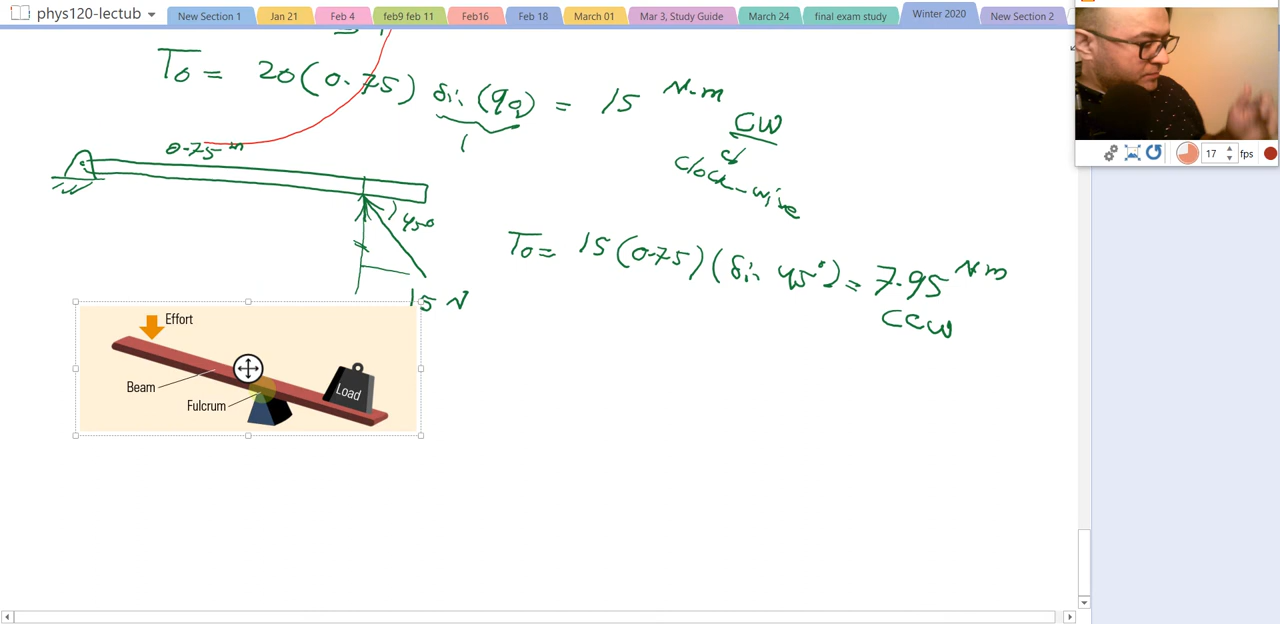 phys120-lectub
New Section 1
Jan 21
Feb 4
feb9 feb 11
Feb16
Feb 18
March 01
Mar 3, Study Guide
March 24
final exam study
Winter 2020
New Section 2
17 fps
To = 20(0.75) sin (90) = 15 N-m
1
CW
clock-wise
0.75 m
45°
15 N
To = 15(0.75)(sin 45°) = 7.95 N m
CCW
Effort
Beam
Load
Fulcrum